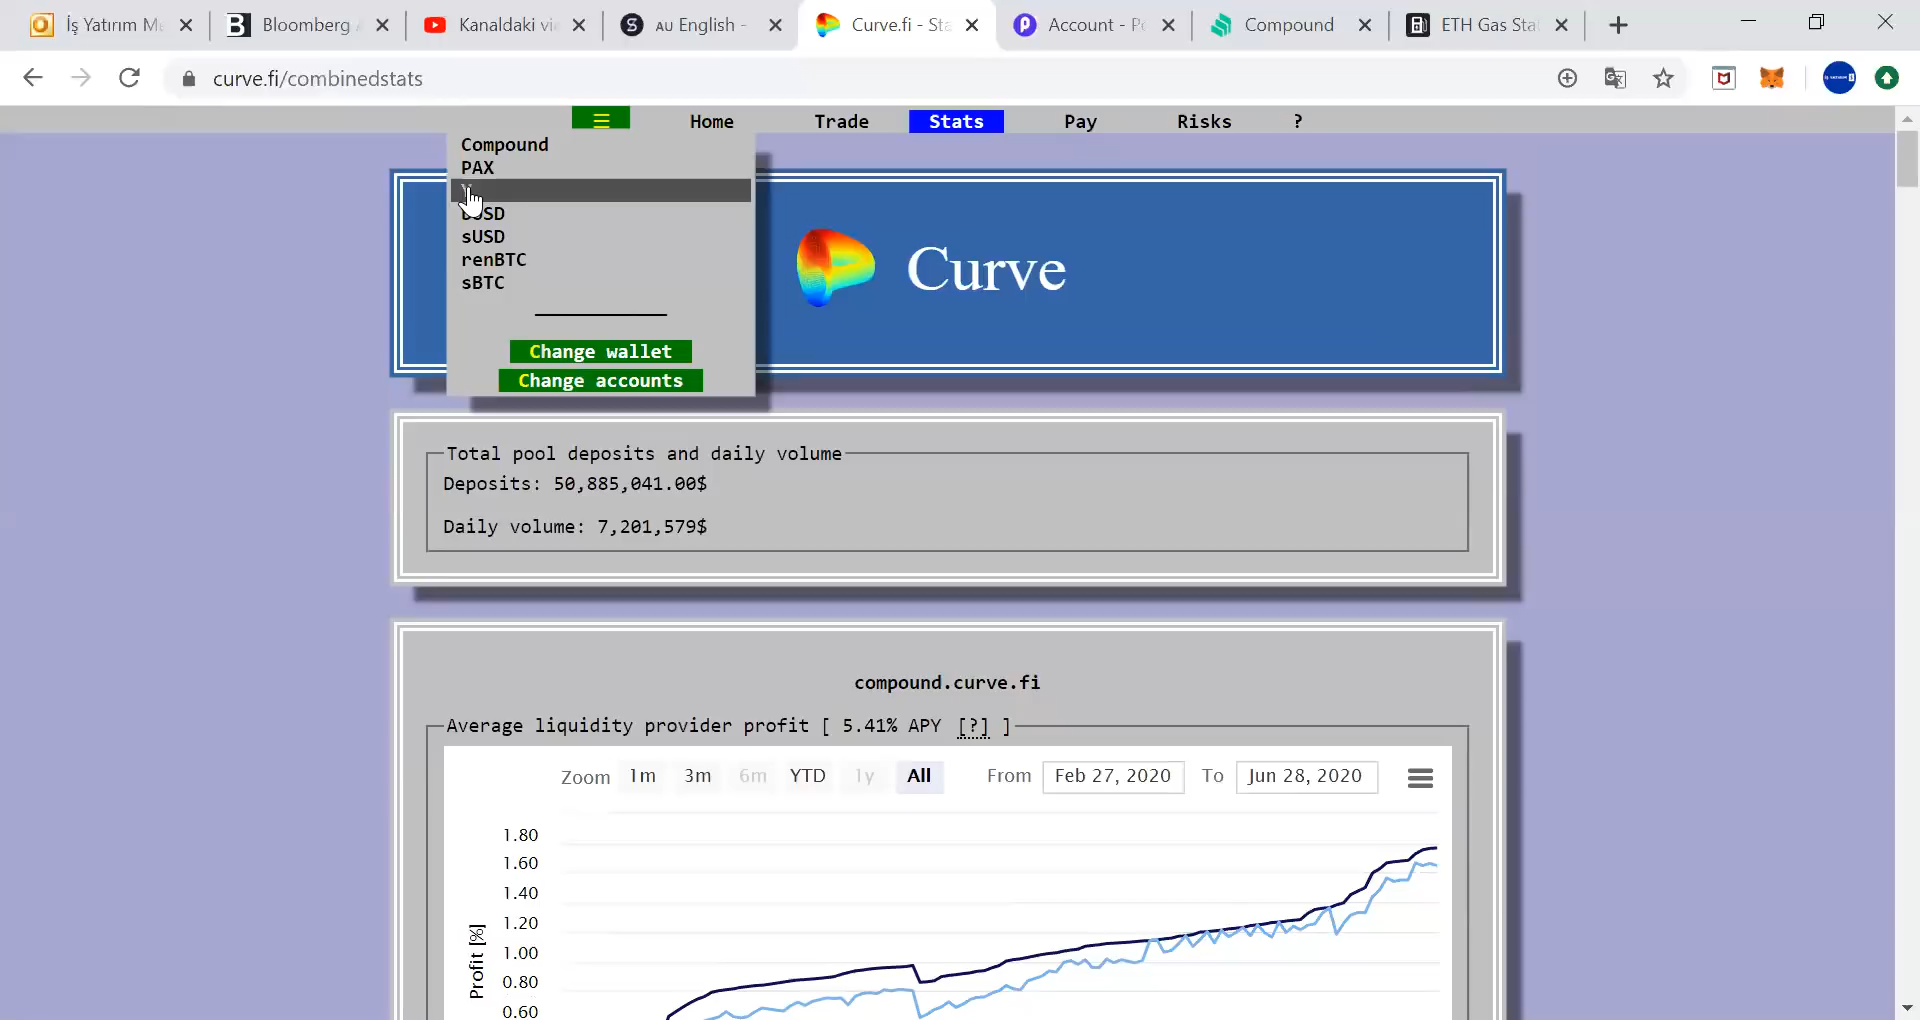 İş Yatırım M
Bloomberg
Kanaldaki vi
AU English -
Curve.fi - Sta
Account - P
Compound
ETH Gas Sta
curve.fi/combinedstats
Home Trade Stats Pay Risks ?
Compound
PAX
sUSD
renBTC
sBTC
Change wallet
Change accounts
Curve
Total pool deposits and daily volume
Deposits: 50,885,041.00$
Daily volume: 7,201,579$
compound.curve.fi
Average liquidity provider profit [ 5.41% APY [?] ]
Zoom 1m 3m 6m YTD 1y All From Feb 27, 2020 To Jun 28, 2020
1.80
1.60
1.40
1.20
1.00
0.80
0.60
Profit [%]